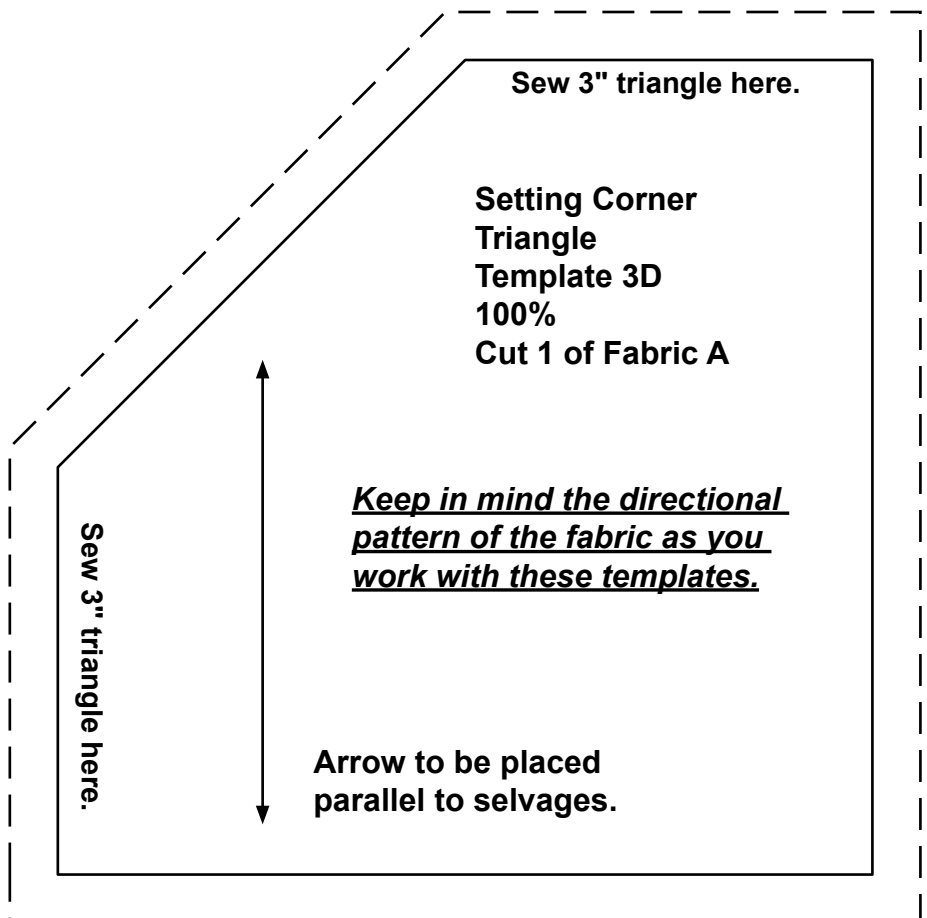 Sew 3" triangle here.
Setting Corner
Triangle
Template 3D
100%
Cut 1 of Fabric A
Keep in mind the directional
pattern of the fabric as you
work with these templates.
Sew 3" triangle here.
Arrow to be placed
parallel to selvages.